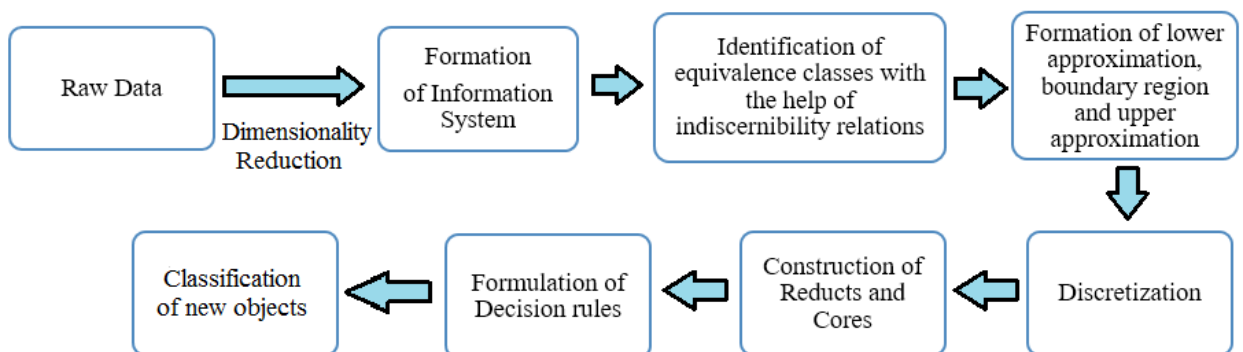 Raw Data
Dimensionality
Reduction
Formation
of Information
System
Identification of
equivalence classes with
the help of
indiscernibility relations
Formation of lower
approximation,
boundary region
and upper
approximation
Discretization
Construction of
Reducts and
Cores
Formulation of
Decision rules
Classification
of new objects